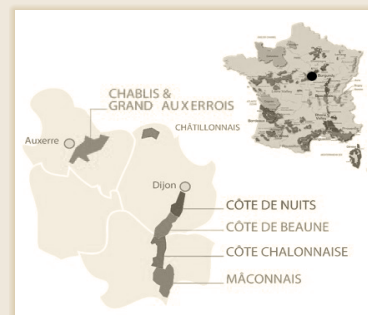 CHABLIS &
GRAND AUXERROIS
CHÂTILLONNAIS
Auxerre
Dijon
CÔTE DE NUITS
CÔTE DE BEAUNE
CÔTE CHALONNAISE
MÂCONNAIS